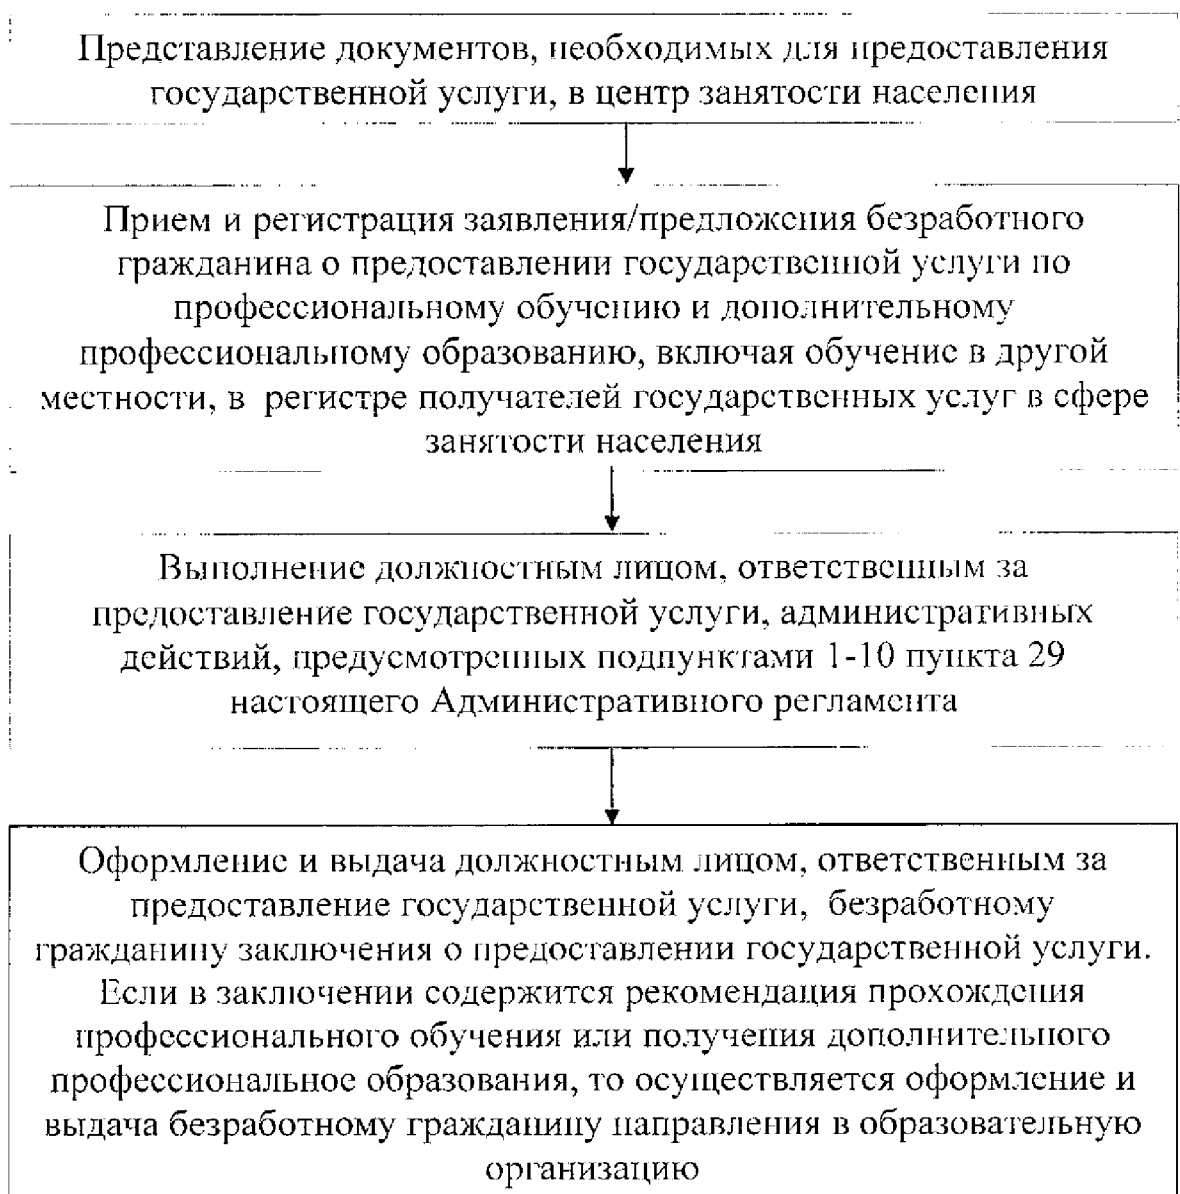 Представление документов, необходимых для предоставления
государственной услуги, в центр занятости населения
Прием и регистрация заявления/предложения безработного
гражданина о предоставлении государственной услуги по
профессиональному обучению и дополнительному
профессиональному образованию, включая обучение в другой
местности, в регистре получателей государственных услуг в сфере
занятости населения
Выполнение должностным лицом, ответственным за
предоставление государственной услуги, административных
действий, предусмотренных подпунктами 1-10 пункта 29
настоящего Административного регламента
Оформление и выдача должностным лицом, ответственным за
предоставление государственной услуги, безработному
гражданину заключения о предоставлении государственной услуги.
Если в заключении содержится рекомендация прохождения
профессионального обучения или получения дополнительного
профессиональное образования, то осуществляется оформление и
выдача безработному гражданину направления в образовательную
организацию